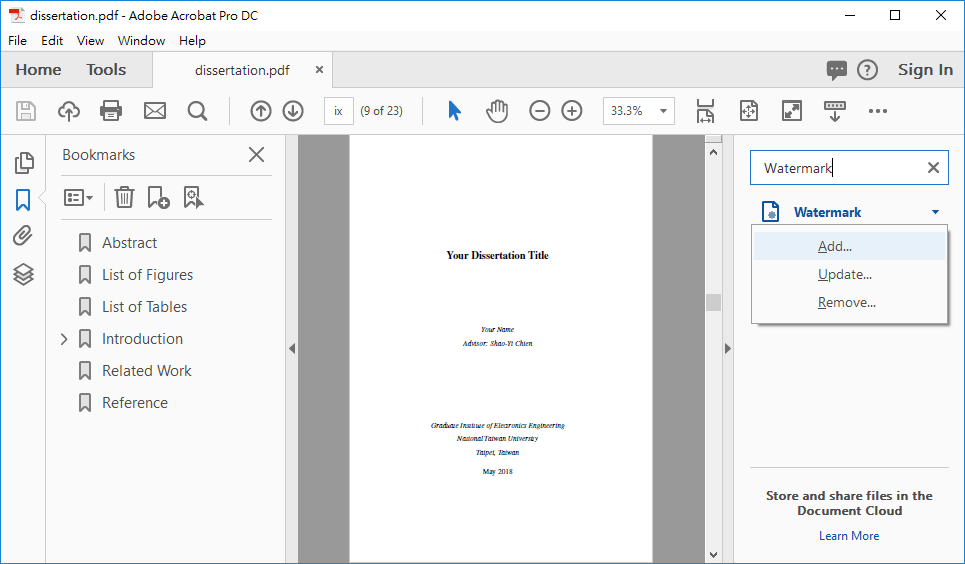 dissertation.pdf - Adobe Acrobat Pro DC
File Edit View Window Help
Home Tools dissertation.pdf × Sign In
ix (9 of 23) 33.3%
Bookmarks
Abstract
List of Figures
List of Tables
Introduction
Related Work
Reference
Your Dissertation Title
Your Name
Advisor: Shao-Yi Chien
Graduate Institute of Electronics Engineering
National Taiwan University
Taipei, Taiwan
May 2018
Watermark
Watermark
Add...
Update...
Remove...
Store and share files in the
Document Cloud
Learn More